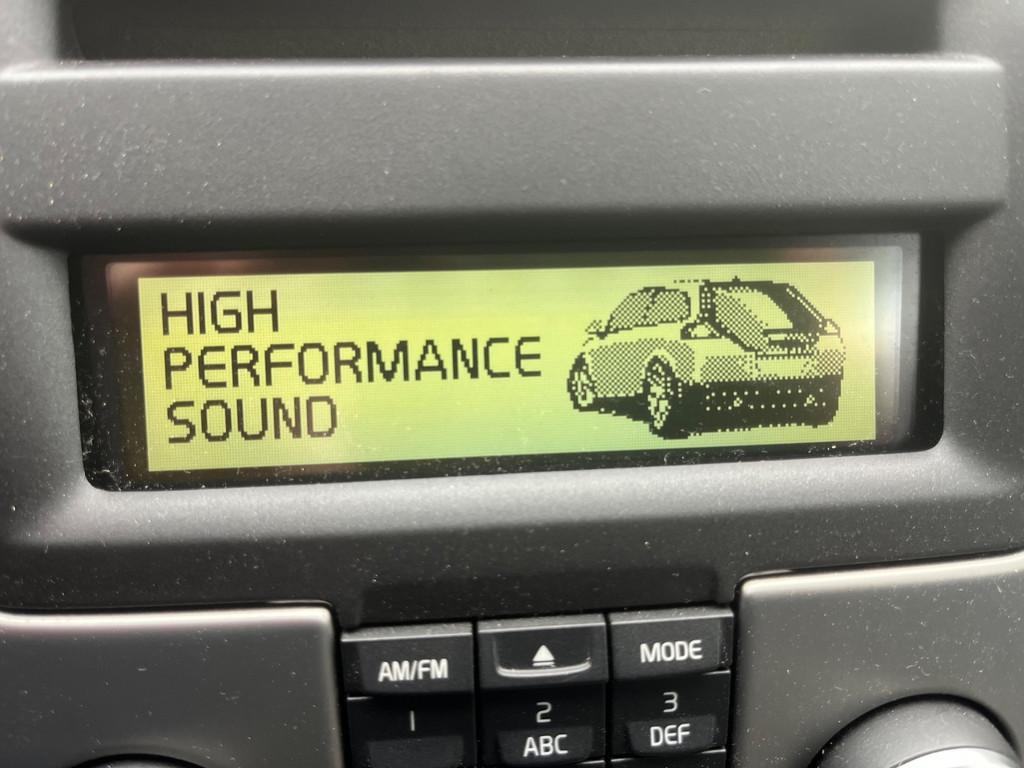 HIGH
PERFORMANCE
SOUND
AM/FM
MODE
1
2
3
ABC
DEF